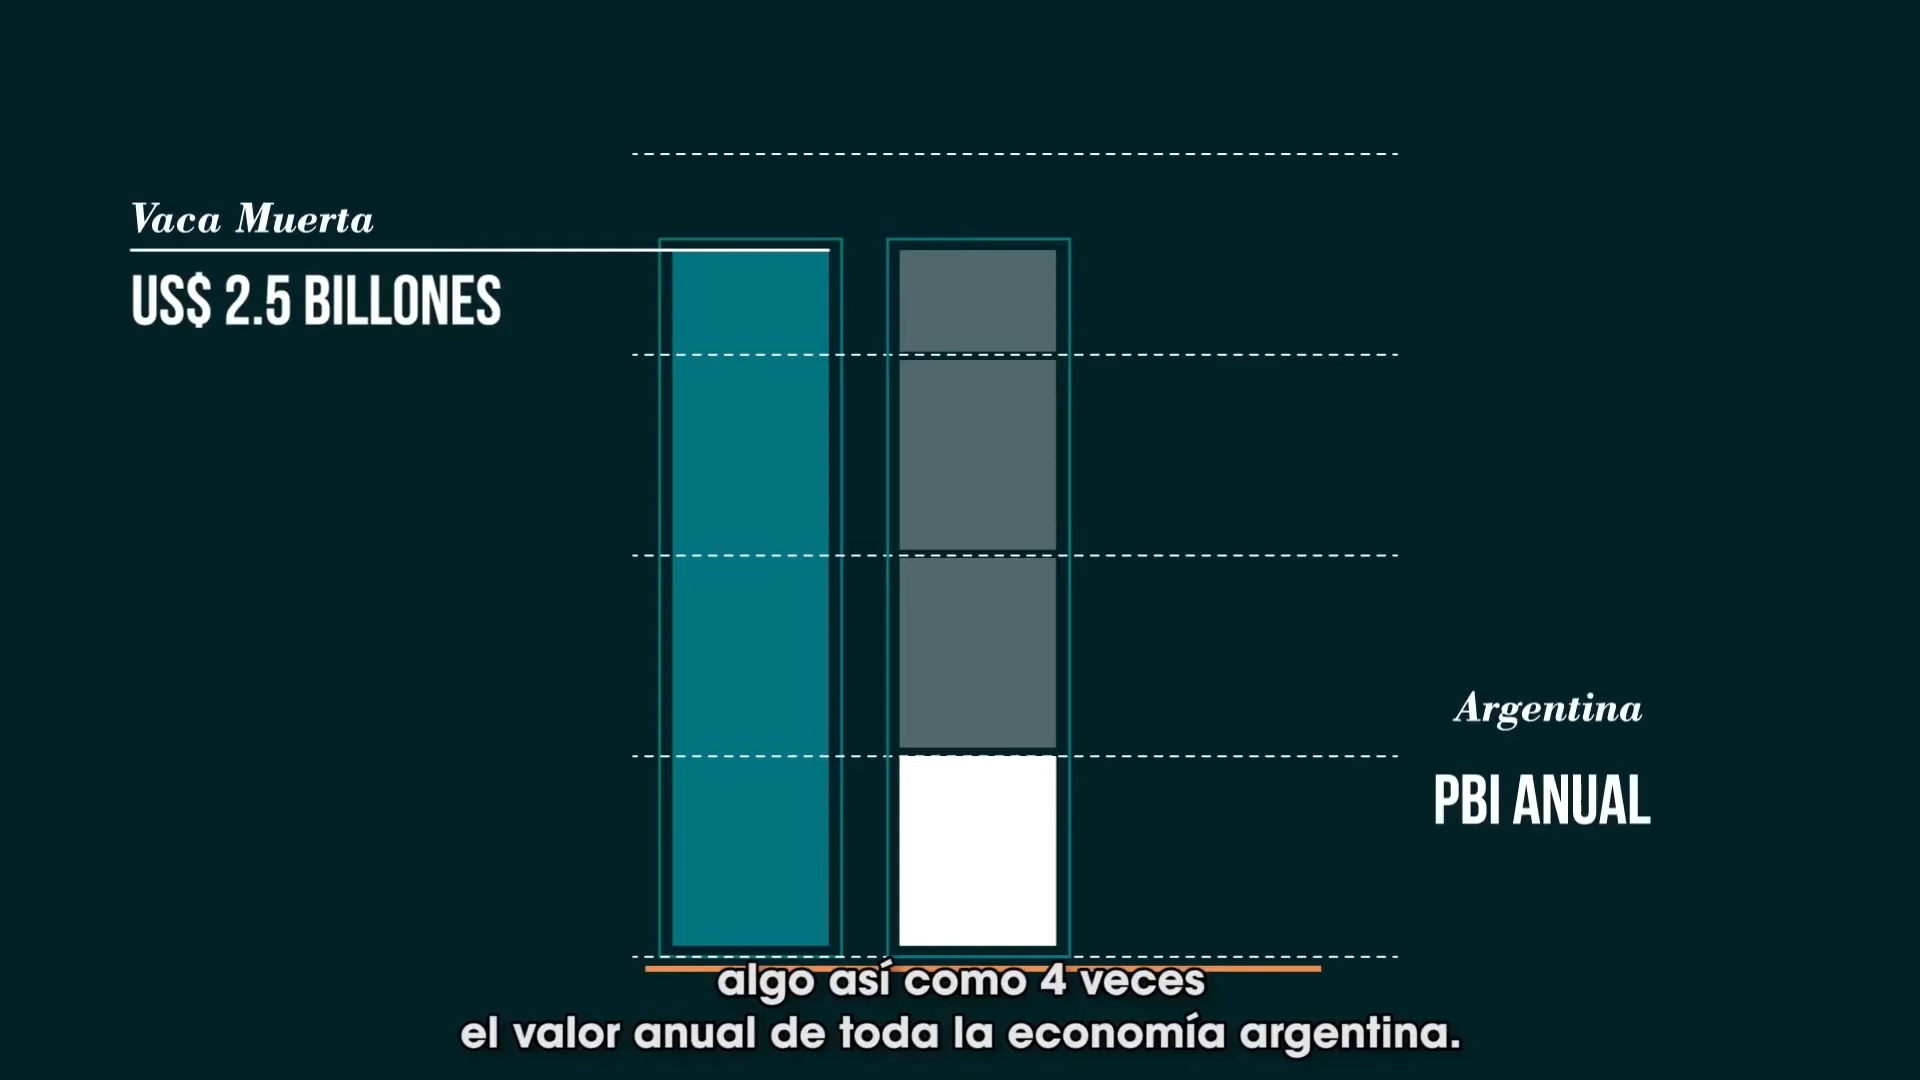 Vaca Muerta
US$ 2.5 BILLONES
Argentina
PBI ANUAL
algo así como 4 veces
el valor anual de toda la economía argentina.